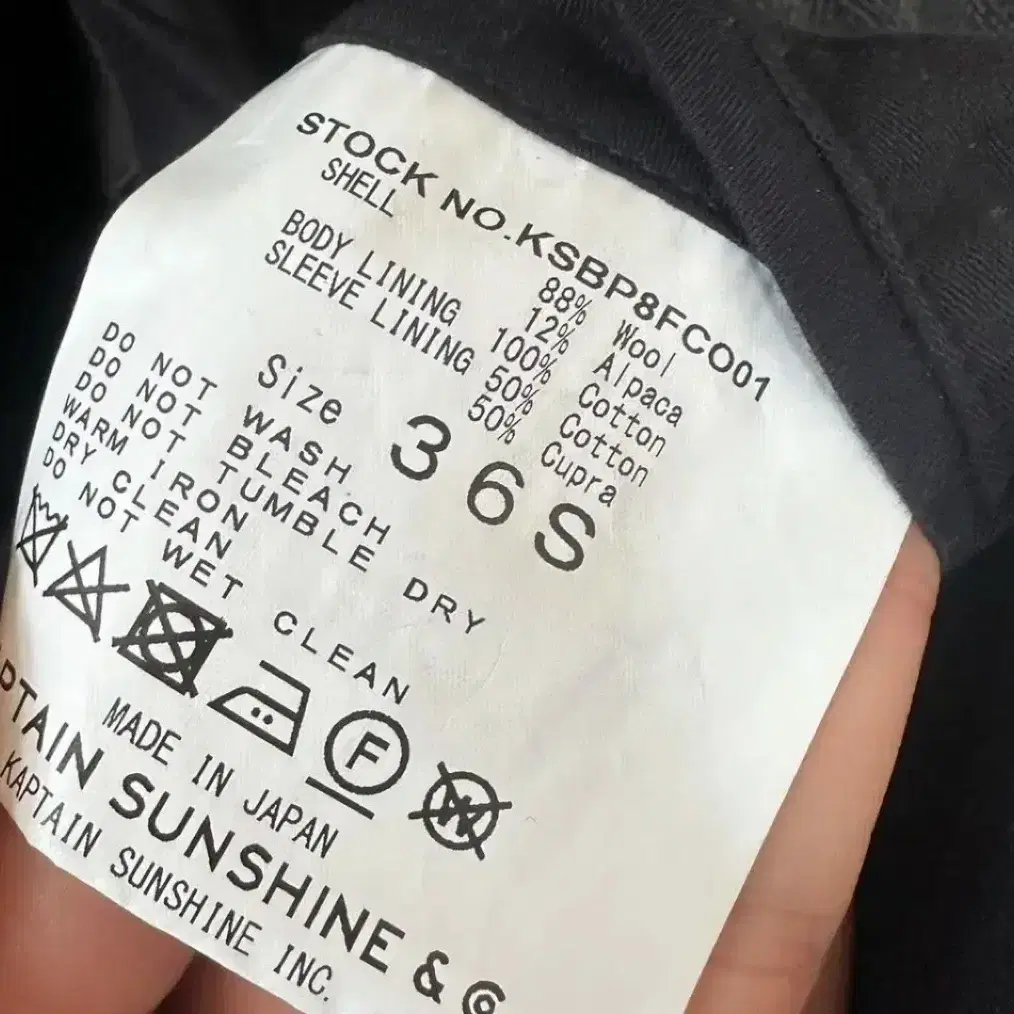 STOCK NO.KSBP8FCO01
SHELL 88% Wool
12% Alpaca
BODY LINING 100% Cotton
SLEEVE LINING 50% Cotton
50% Cupra
Size 36S
DO NOT WASH
DO NOT BLEACH
DO NOT TUMBLE DRY
WARM IRON
DRY CLEAN
DO NOT WET CLEAN
F W
MADE IN JAPAN
PTAIN SUNSHINE & Co
KAPTAIN SUNSHINE INC.